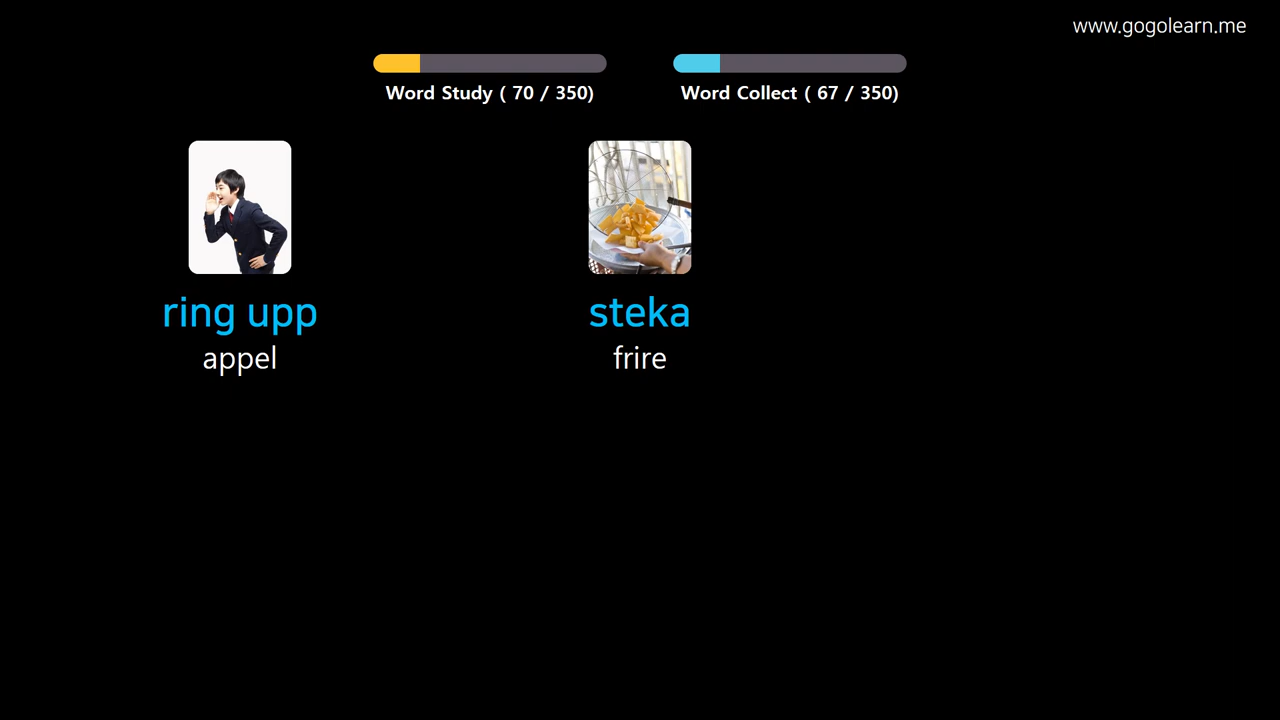 www.gogolearn.me
Word Study ( 70 / 350)
Word Collect ( 67 / 350)
ring upp
appel
steka
frire